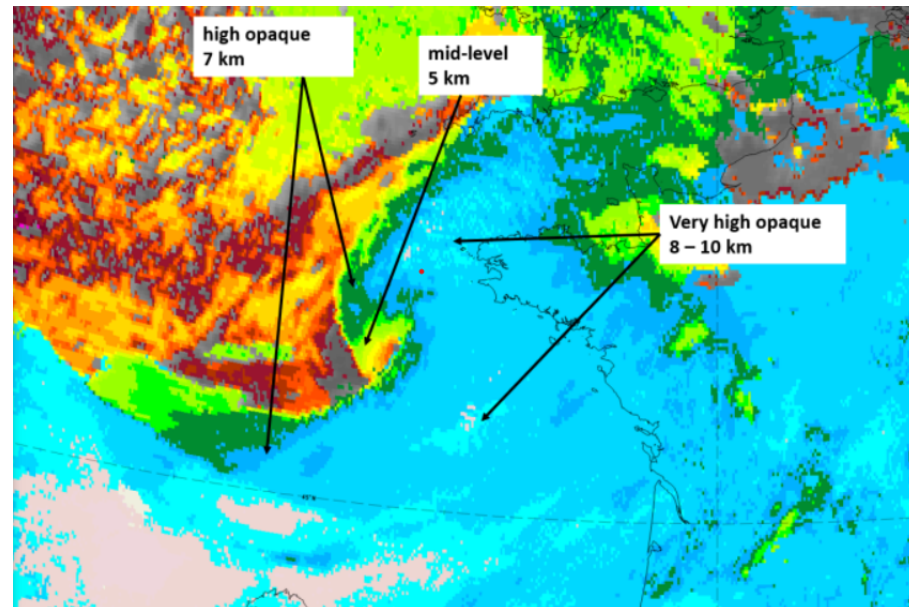 high opaque
7 km
mid-level
5 km
Very high opaque
8 – 10 km